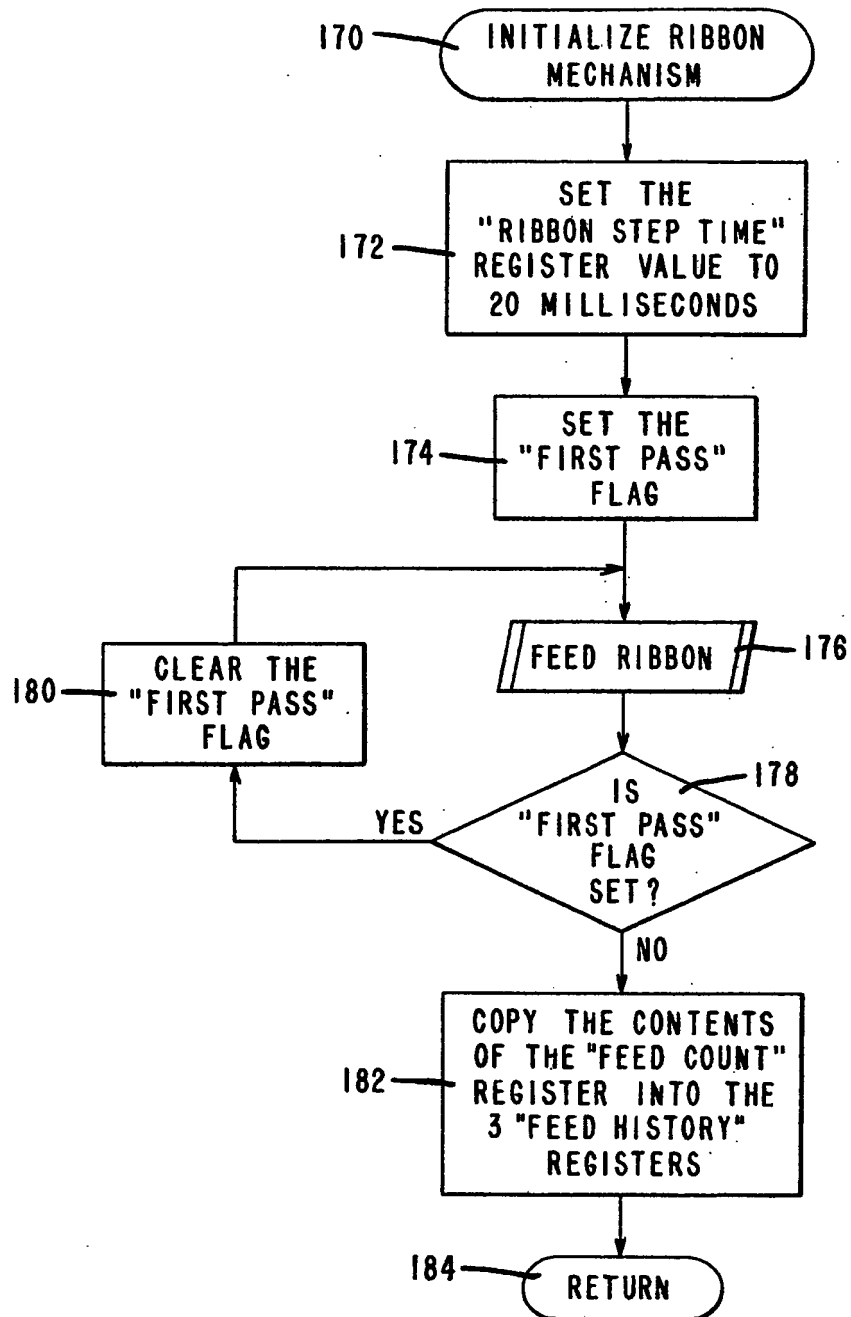 170
INITIALIZE RIBBON
MECHANISM
172
SET THE
"RIBBON STEP TIME"
REGISTER VALUE TO
20 MILLISECONDS
174
SET THE
"FIRST PASS"
FLAG
180
CLEAR THE
"FIRST PASS"
FLAG
FEED RIBBON
176
178
IS
"FIRST PASS"
FLAG
SET?
YES
NO
182
COPY THE CONTENTS
OF THE "FEED COUNT"
REGISTER INTO THE
3 "FEED HISTORY"
REGISTERS
184
RETURN